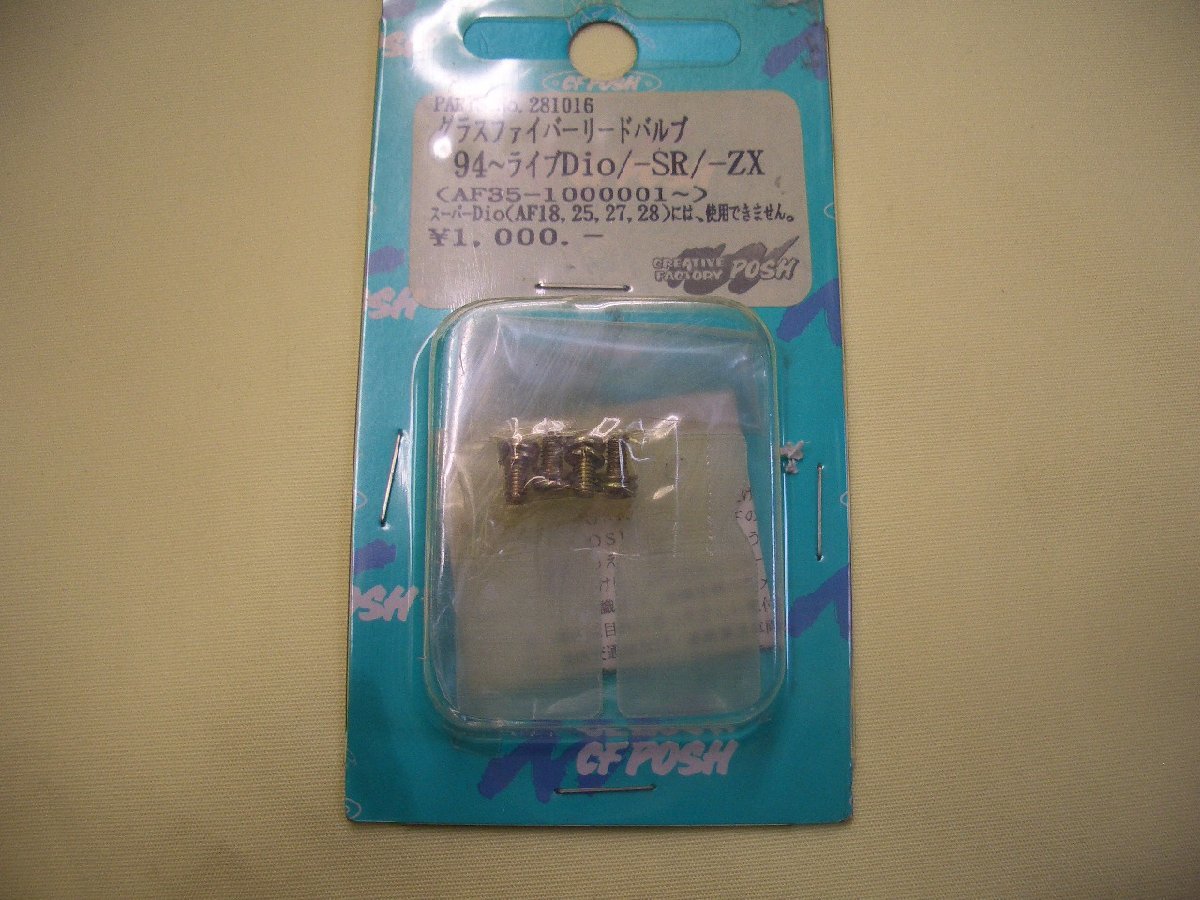 CF POSH
PARTS No. 281016
グラスファイバーリードバルブ
94~ライブDio/-SR/-ZX
<AF35-1000001~>
スーパーDio(AF18, 25, 27, 28)には、使用できません。
¥1, 000. -
CREATIVE
FACTORY POSH
POSH
POSH
CF POSH